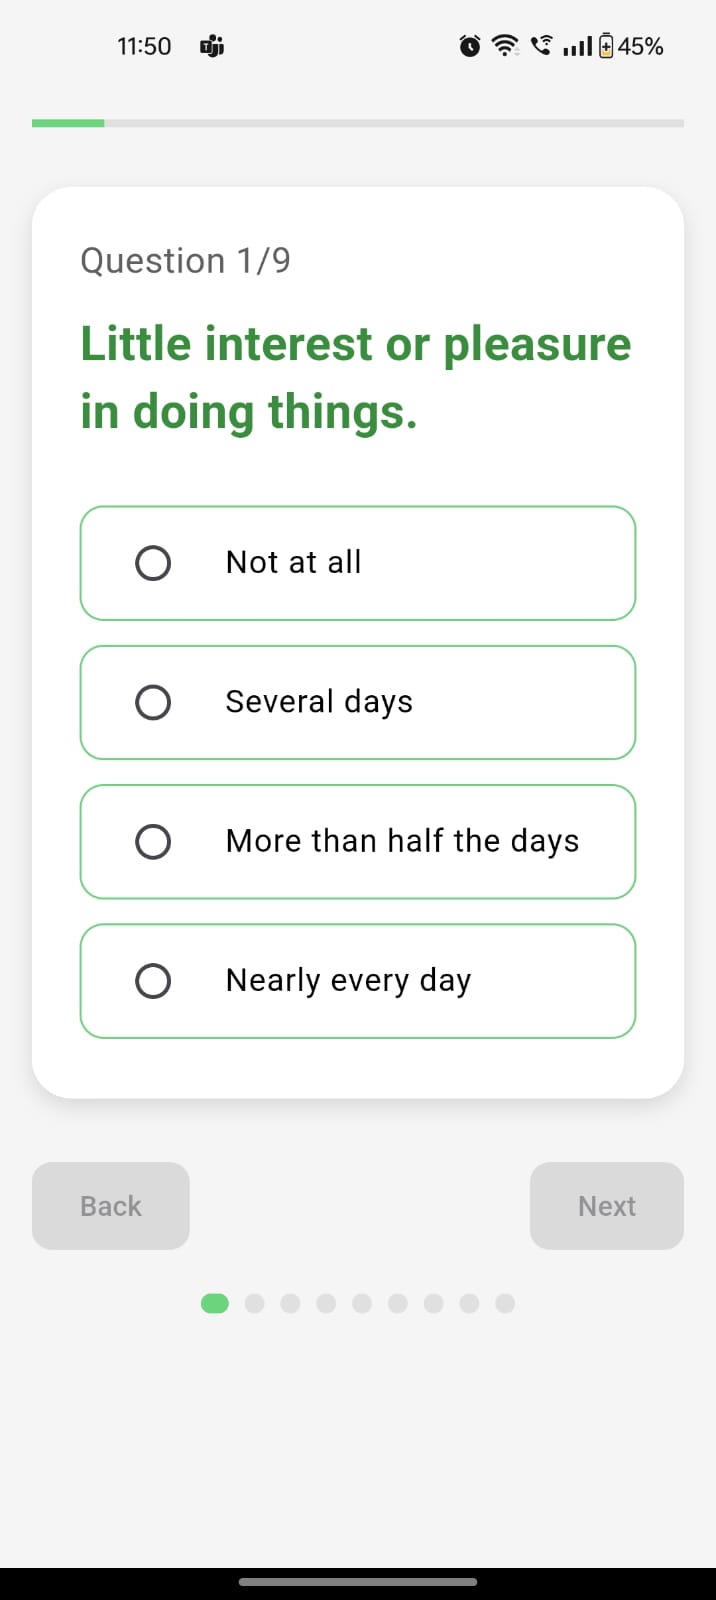 11:50 45%
Question 1/9
Little interest or pleasure
in doing things.
Not at all
Several days
More than half the days
Nearly every day
Back Next